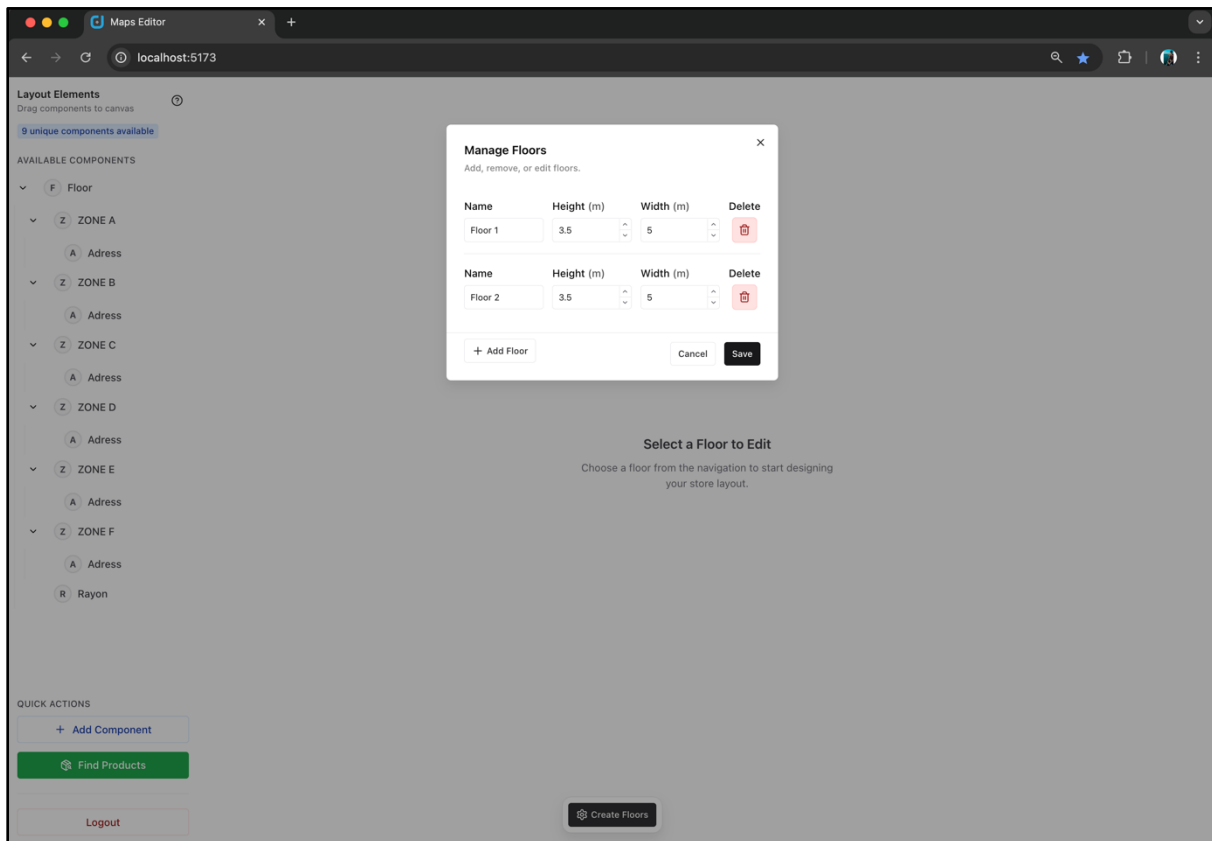 Maps Editor
localhost:5173
Layout Elements
Drag components to canvas
9 unique components available
AVAILABLE COMPONENTS
F Floor
Z ZONE A
A Adress
Z ZONE B
A Adress
Z ZONE C
A Adress
Z ZONE D
A Adress
Z ZONE E
A Adress
Z ZONE F
A Adress
R Rayon
QUICK ACTIONS
+ Add Component
Find Products
Logout
Manage Floors
Add, remove, or edit floors.
Name Height (m) Width (m) Delete
Floor 1 3.5 5
Name Height (m) Width (m) Delete
Floor 2 3.5 5
+ Add Floor Cancel Save
Select a Floor to Edit
Choose a floor from the navigation to start designing
your store layout.
Create Floors